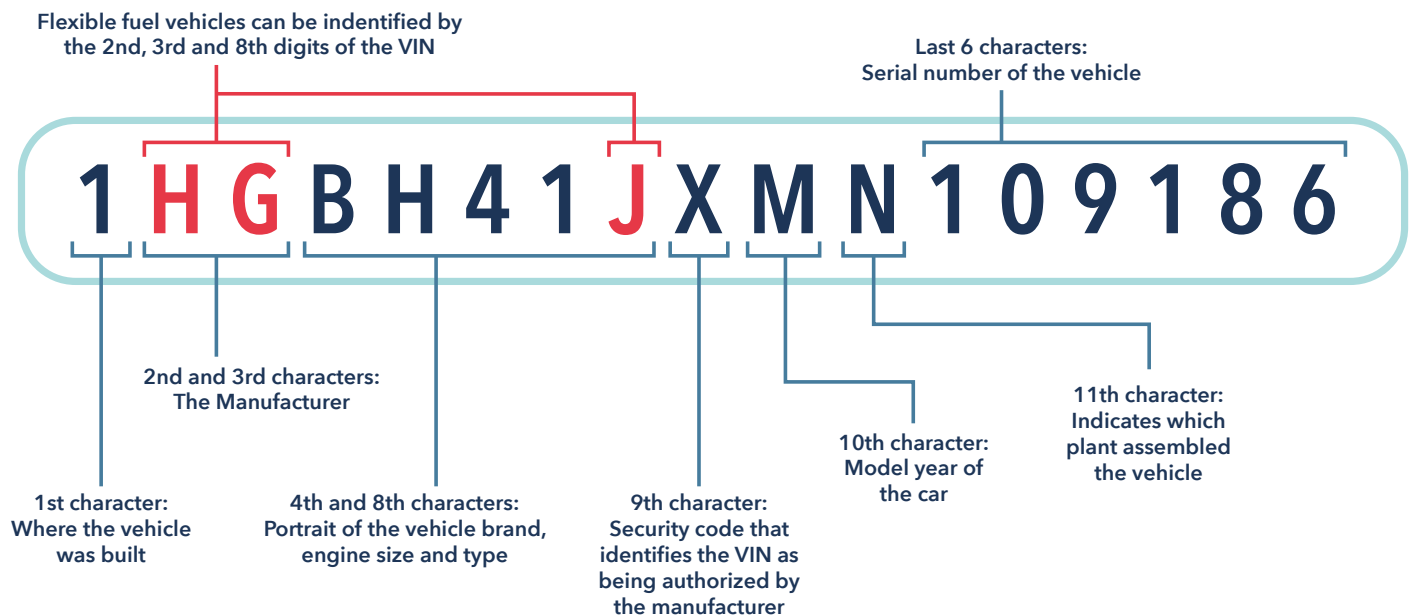 Flexible fuel vehicles can be indentified by
the 2nd, 3rd and 8th digits of the VIN
Last 6 characters:
Serial number of the vehicle
1 H G B H 4 1 J X M N 1 0 9 1 8 6
2nd and 3rd characters:
The Manufacturer
11th character:
Indicates which
plant assembled
the vehicle
10th character:
Model year of
the car
1st character:
Where the vehicle
was built
4th and 8th characters:
Portrait of the vehicle brand,
engine size and type
9th character:
Security code that
identifies the VIN as
being authorized by
the manufacturer